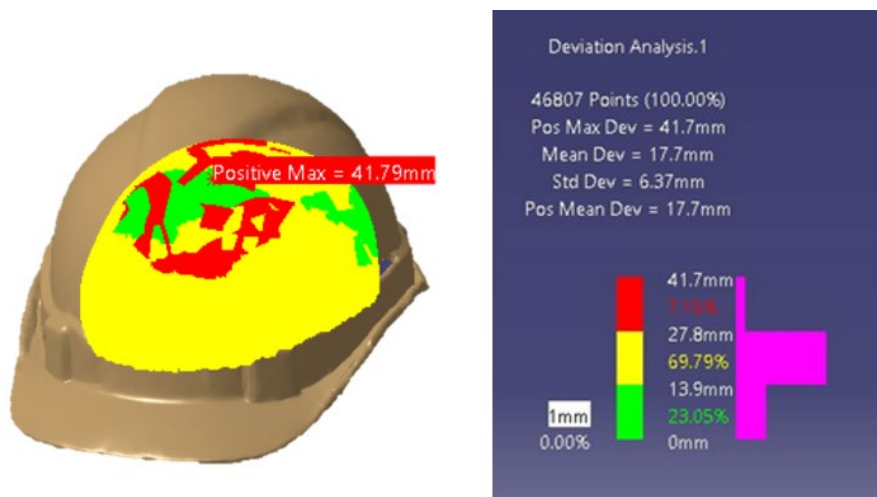 Positive Max = 41.79mm
Deviation Analysis.1
46807 Points (100.00%)
Pos Max Dev = 41.7mm
Mean Dev = 17.7mm
Std Dev = 6.37mm
Pos Mean Dev = 17.7mm
41.7mm
27.8mm
69.79%
13.9mm
1mm
23.05%
0.00%
0mm